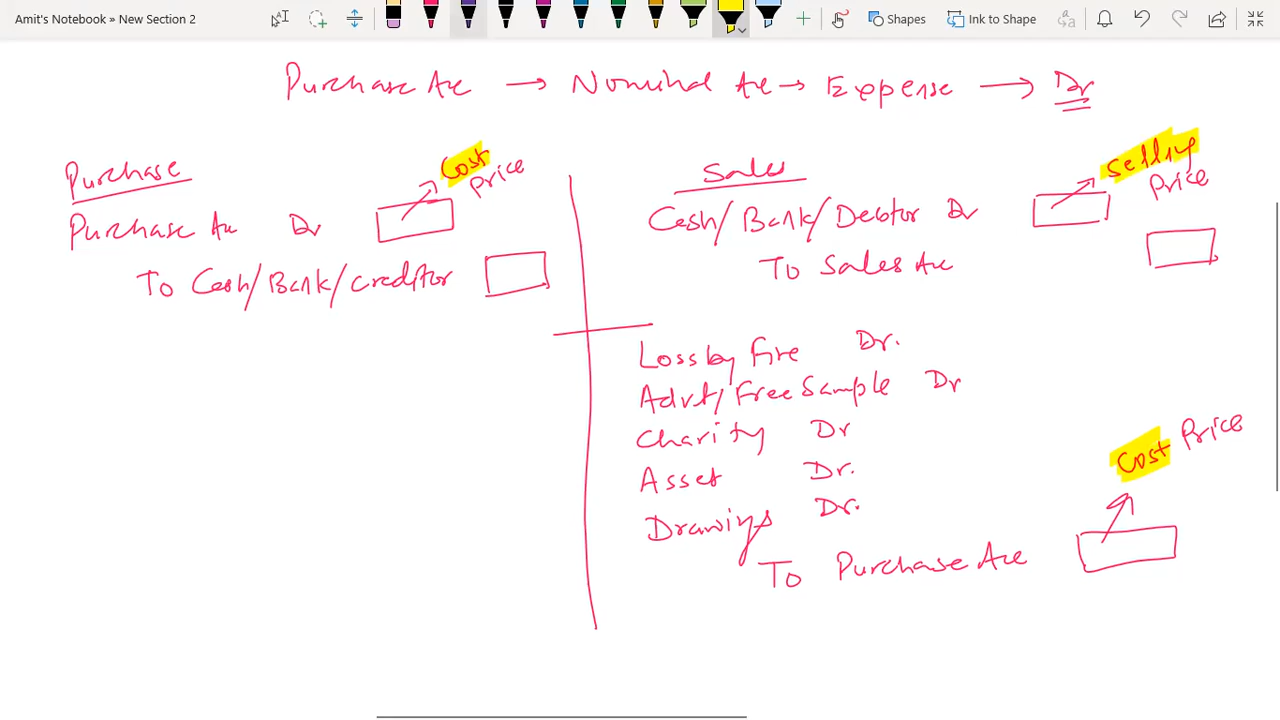 Amit's Notebook » New Section 2
Shapes
Ink to Shape
Purchase A/c → Nominal A/c → Expense → Dr
Purchase
Cost Price
Purchase A/c Dr
To Cash/Bank/Creditor
Sales
Selling Price
Cash/Bank/Debtor Dr
To Sales A/c
Loss by Fire Dr.
Advt/Free Sample Dr
Charity Dr
Asset Dr.
Drawings Dr.
Cost Price
To Purchase A/c